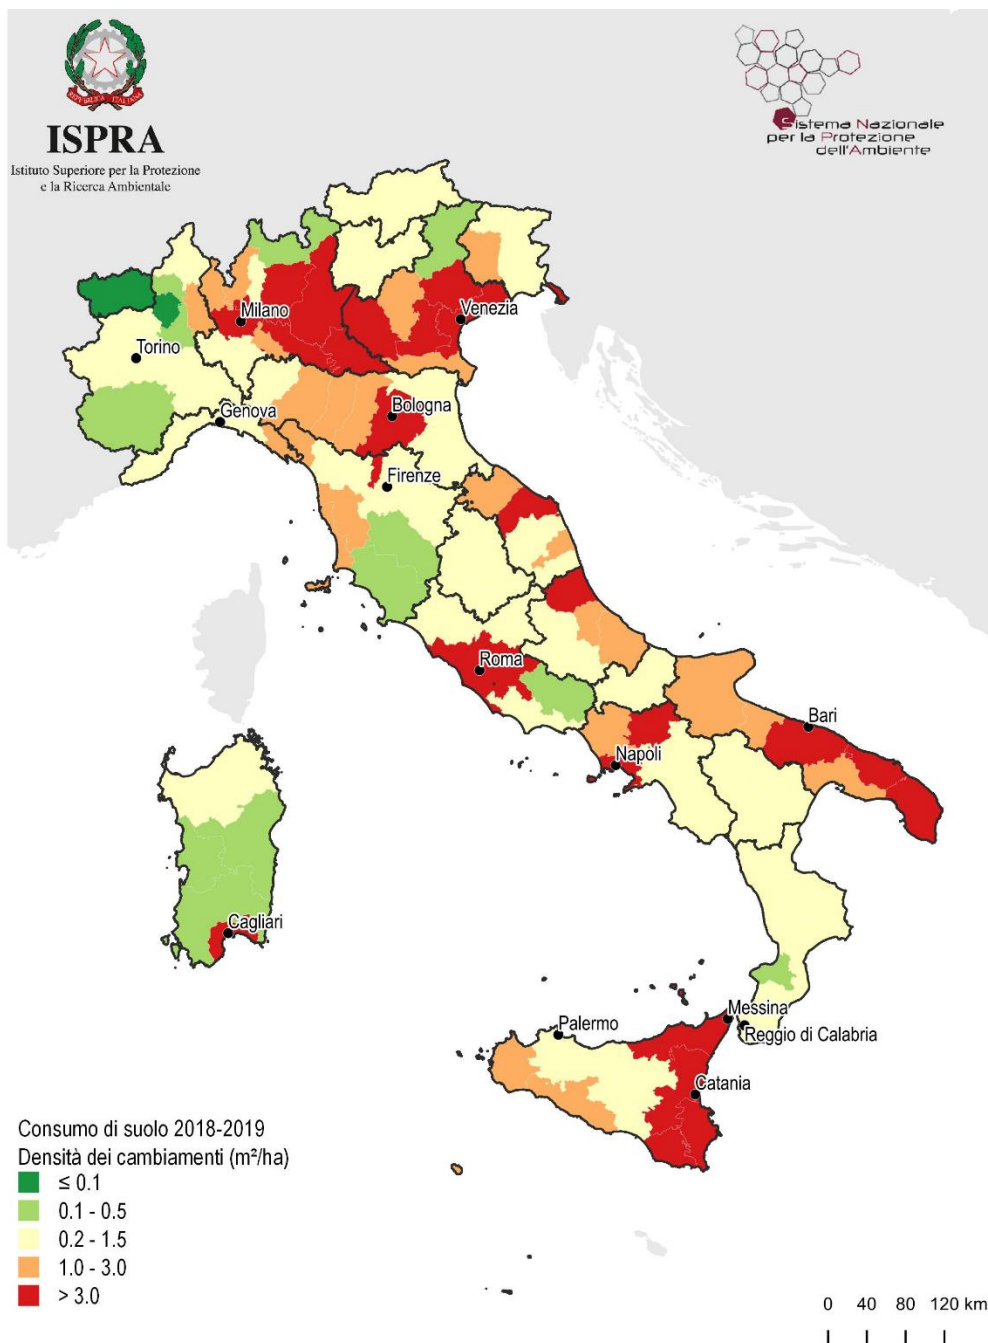 REPVBBLICA ITALIANA
ISPRA
Istituto Superiore per la Protezione
e la Ricerca Ambientale
Sistema Nazionale
per la Protezione
dell'Ambiente
Milano
Venezia
Torino
Genova
Bologna
Firenze
Roma
Napoli
Bari
Cagliari
Palermo
Messina
Reggio di Calabria
Catania
Consumo di suolo 2018-2019
Densità dei cambiamenti (m²/ha)
≤ 0.1
0.1 - 0.5
0.2 - 1.5
1.0 - 3.0
> 3.0
0 40 80 120 km